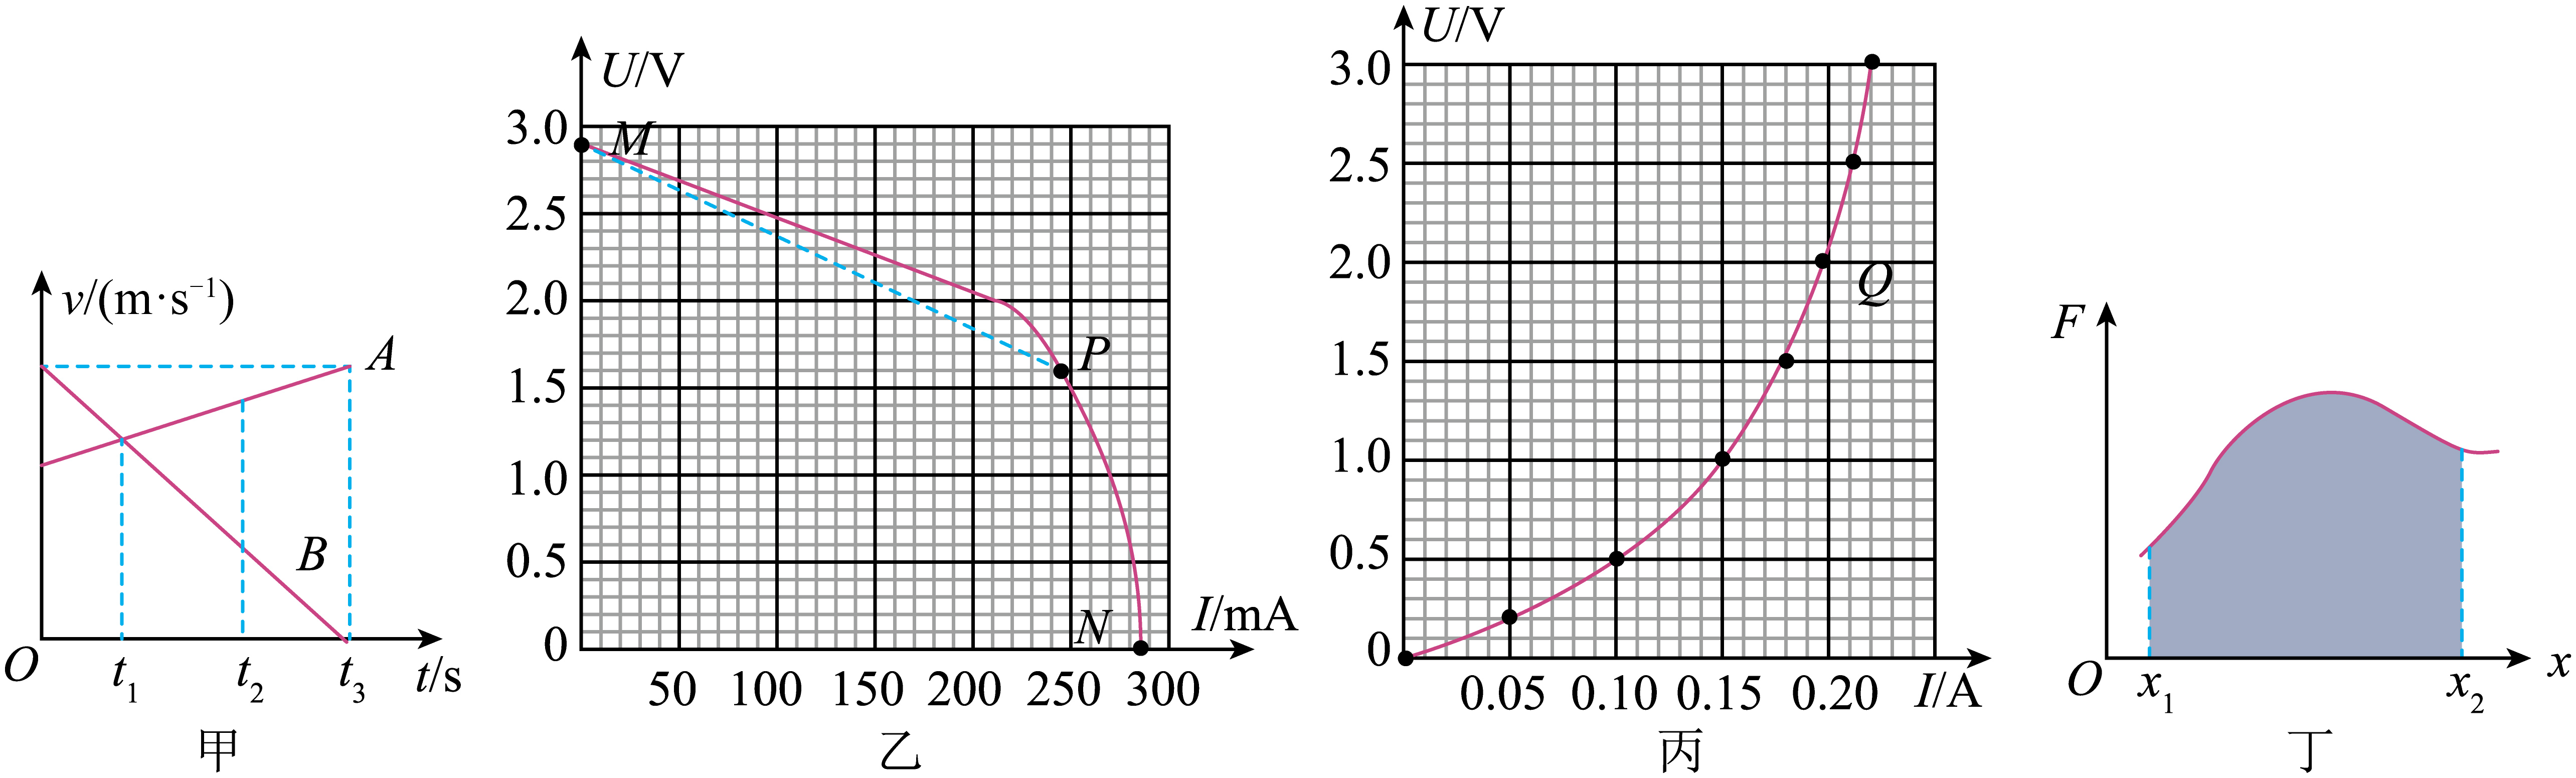 v/(m·s⁻¹)
A
B
O
t₁
t₂
t₃
t/s
甲
U/V
3.0
M
2.5
2.0
P
1.5
1.0
0.5
N
I/mA
0
50
100
150
200
250
300
乙
U/V
3.0
2.5
2.0
Q
1.5
1.0
0.5
0
0.05
0.10
0.15
0.20
I/A
丙
F
O
x₁
x₂
x
丁